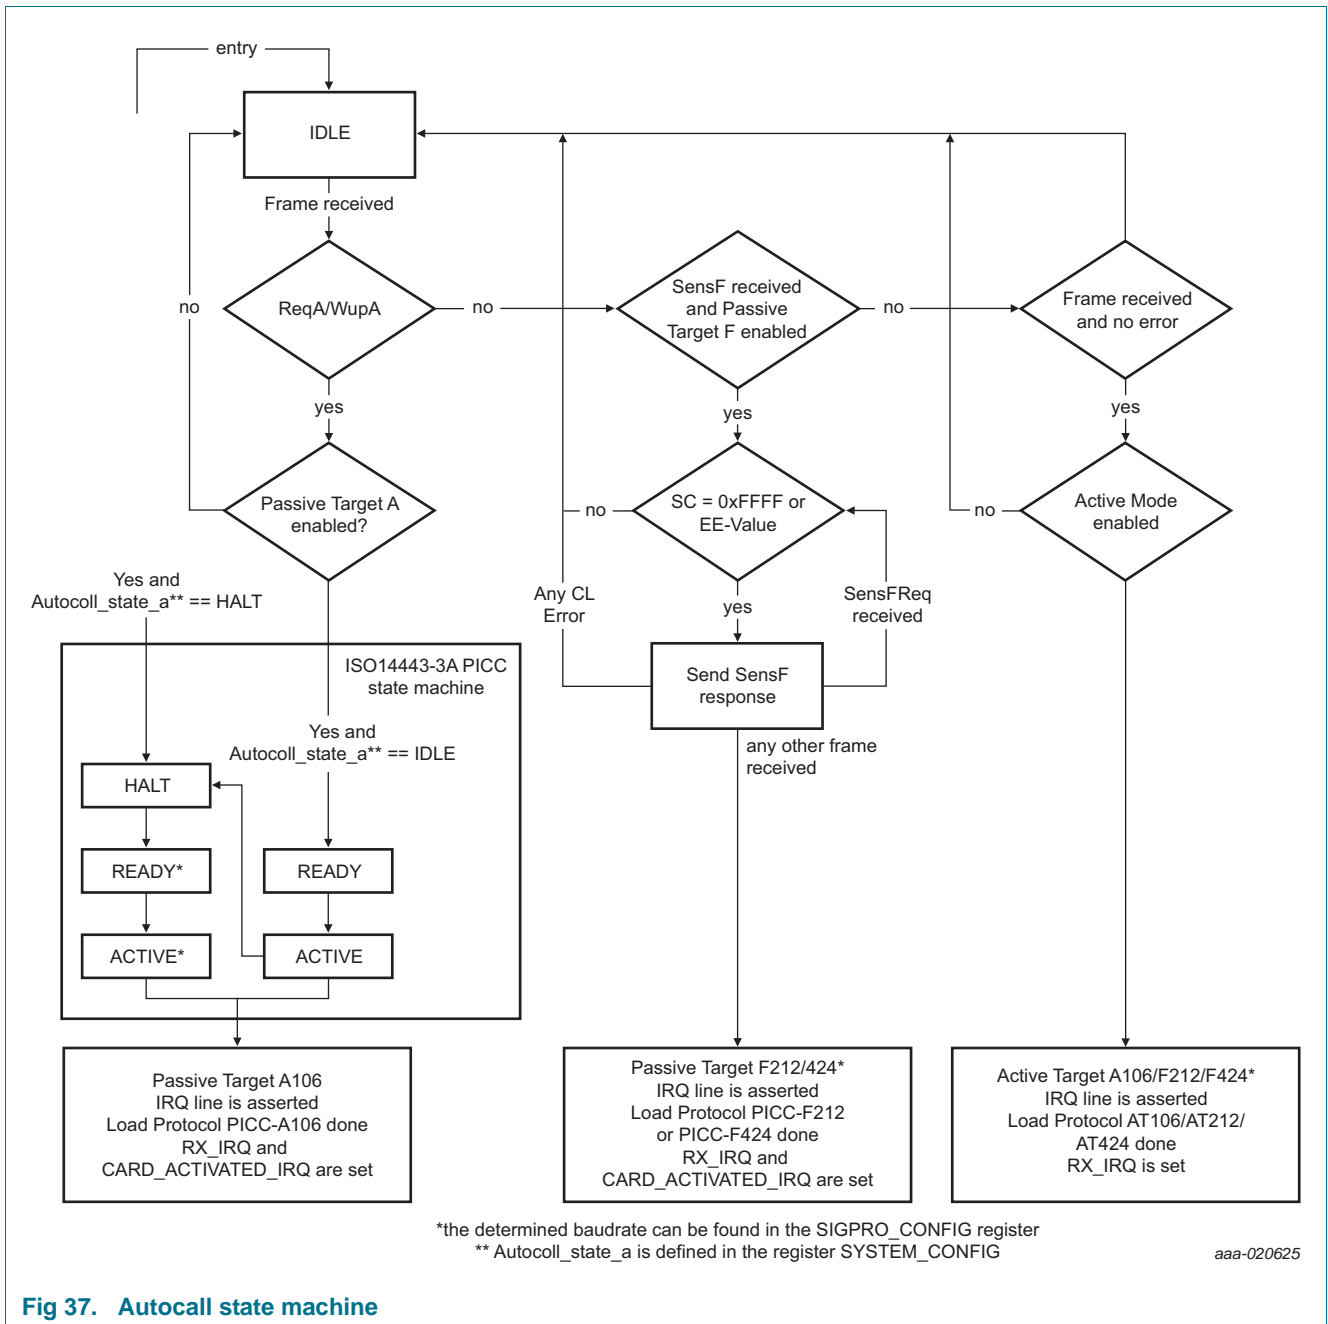 entry
IDLE
Frame received
no
ReqA/WupA
no
SensF received
and Passive
Target F enabled
no
Frame received
and no error
yes
yes
yes
Passive Target A
enabled?
no
SC = 0xFFFF or
EE-Value
no
Active Mode
enabled
Yes and
Autocoll_state_a** == HALT
Any CL
Error
yes
SensFReq
received
ISO14443-3A PICC
state machine
Send SensF
response
Yes and
Autocoll_state_a** == IDLE
any other frame
received
HALT
READY*
READY
ACTIVE*
ACTIVE
Passive Target A106
IRQ line is asserted
Load Protocol PICC-A106 done
RX_IRQ and
CARD_ACTIVATED_IRQ are set
Passive Target F212/424*
IRQ line is asserted
Load Protocol PICC-F212
or PICC-F424 done
RX_IRQ and
CARD_ACTIVATED_IRQ are set
Active Target A106/F212/F424*
IRQ line is asserted
Load Protocol AT106/AT212/
AT424 done
RX_IRQ is set
*the determined baudrate can be found in the SIGPRO_CONFIG register
** Autocoll_state_a is defined in the register SYSTEM_CONFIG
aaa-020625
Fig 37. Autocall state machine